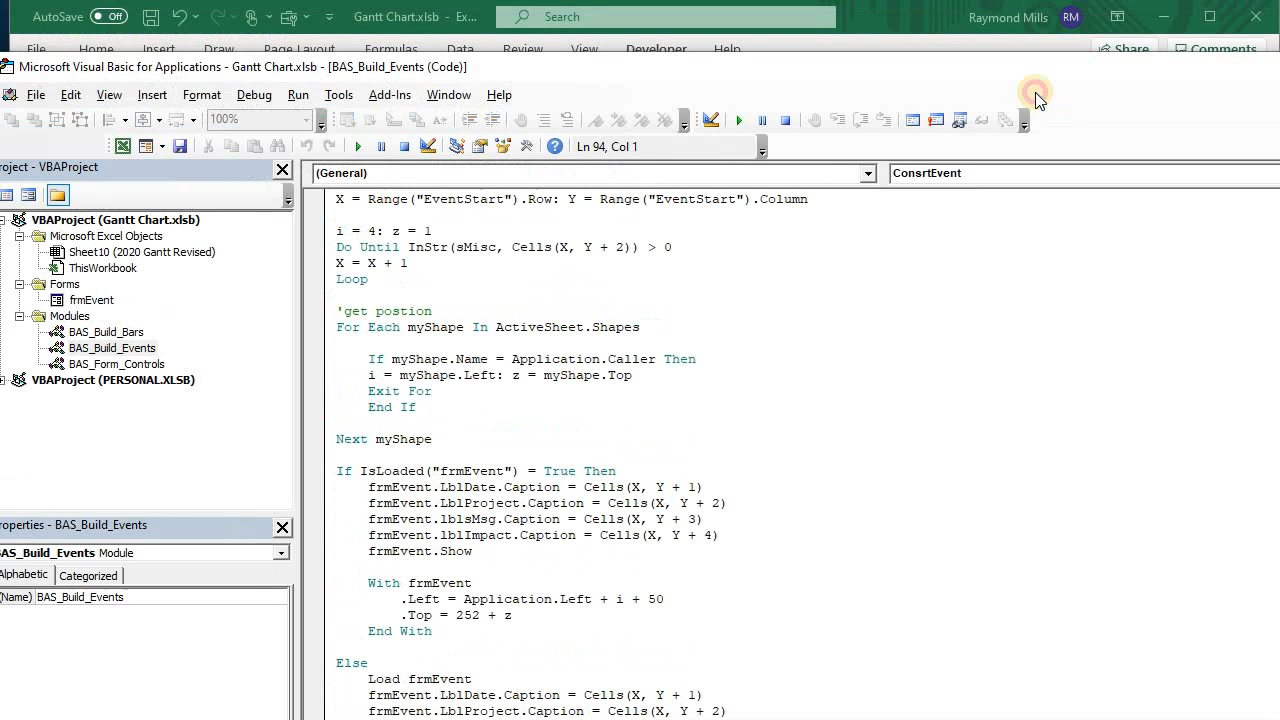 AutoSave Off Gantt Chart.xlsb - Ex... Search Raymond Mills RM
File Home Insert Draw Page Layout Formulas Data Review View Developer Help Share Comments
Microsoft Visual Basic for Applications - Gantt Chart.xlsb - [BAS_Build_Events (Code)]
File Edit View Insert Format Debug Run Tools Add-Ins Window Help
100%
Ln 94, Col 1
roject - VBAProject
(General) ConsrtEvent
VBAProject (Gantt Chart.xlsb)
Microsoft Excel Objects
Sheet10 (2020 Gantt Revised)
ThisWorkbook
Forms
frmEvent
Modules
BAS_Build_Bars
BAS_Build_Events
BAS_Form_Controls
VBAProject (PERSONAL.XLSB)
roperties - BAS_Build_Events
BAS_Build_Events Module
Alphabetic Categorized
(Name) BAS_Build_Events
X = Range("EventStart").Row: Y = Range("EventStart").Column
i = 4: z = 1
Do Until InStr(sMisc, Cells(X, Y + 2)) > 0
X = X + 1
Loop
'get postion
For Each myShape In ActiveSheet.Shapes
If myShape.Name = Application.Caller Then
i = myShape.Left: z = myShape.Top
Exit For
End If
Next myShape
If IsLoaded("frmEvent") = True Then
frmEvent.LblDate.Caption = Cells(X, Y + 1)
frmEvent.LblProject.Caption = Cells(X, Y + 2)
frmEvent.lblsMsg.Caption = Cells(X, Y + 3)
frmEvent.lblImpact.Caption = Cells(X, Y + 4)
frmEvent.Show
With frmEvent
.Left = Application.Left + i + 50
.Top = 252 + z
End With
Else
Load frmEvent
frmEvent.LblDate.Caption = Cells(X, Y + 1)
frmEvent.LblProject.Caption = Cells(X, Y + 2)